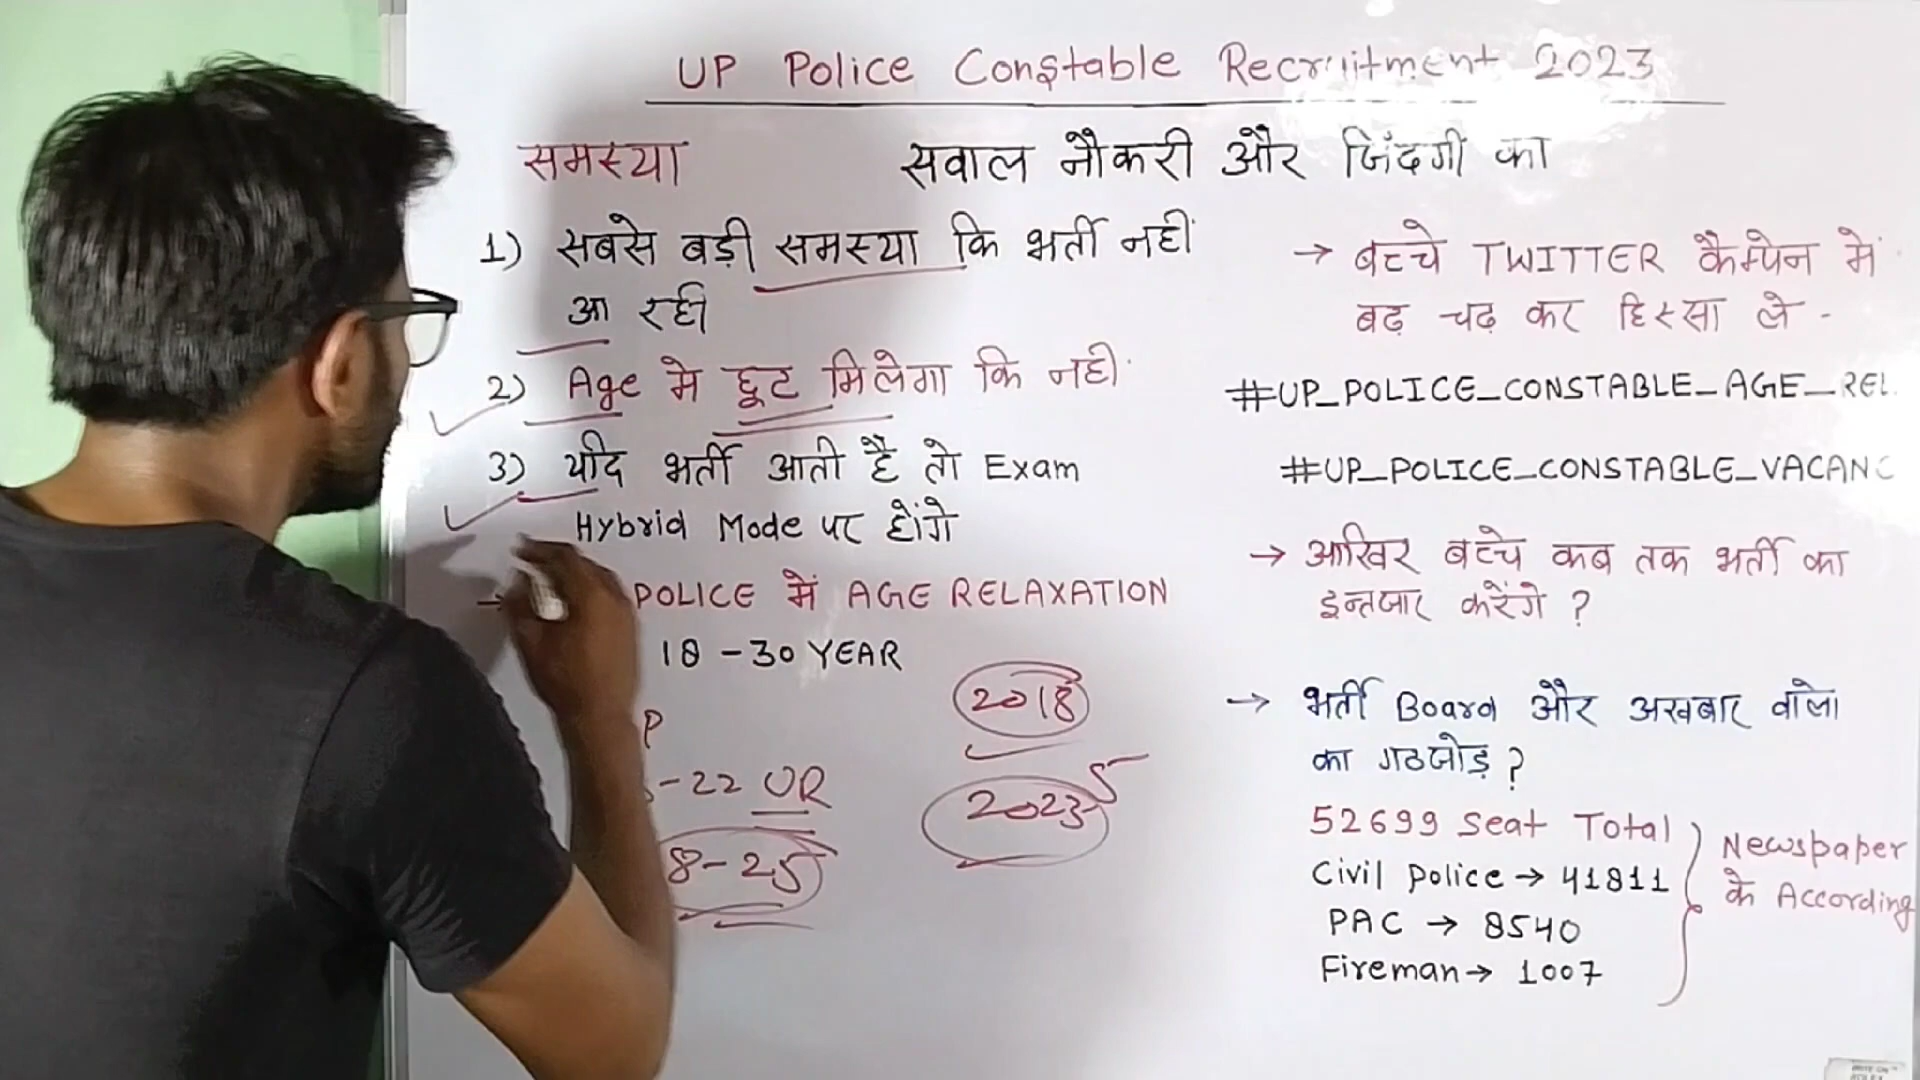 UP Police Constable Recruitment 2023
समस्या सवाल नौकरी और जिंदगी का
1) सबसे बड़ी समस्या कि भर्ती नहीं
आ रही
2) Age मे छूट मिलेगा कि नहीं
3) यदि भर्ती आती है तो Exam
Hybrid Mode पर होंगे
→ POLICE में AGE RELAXATION
18-30 YEAR
P
-22 UR
8-25
2018
2023
5
→ बच्चे TWITTER कैम्पेन में
बढ़ चढ़ कर हिस्सा ले -
#UP_POLICE_CONSTABLE_AGE_REL
#UP_POLICE_CONSTABLE_VACANC
→ आखिर बच्चे कब तक भर्ती का
इन्तजार करेंगे ?
→ भर्ती Board और अखबार वाला
का गठजोड़ ?
52699 Seat Total
Civil Police → 41811
PAC → 8540
Fireman → 1007
Newspaper
के According